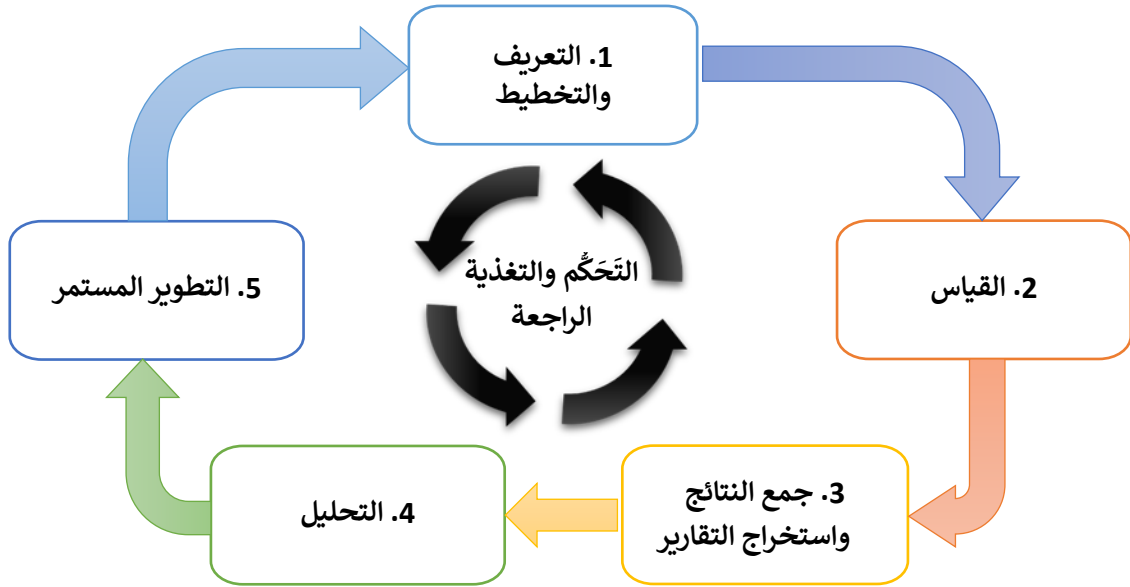 1. التعريف
والتخطيط
2. القياس
3. جمع النتائج
واستخراج التقارير
4. التحليل
5. التطوير المستمر
التَحَكُّم والتغذية
الراجعة